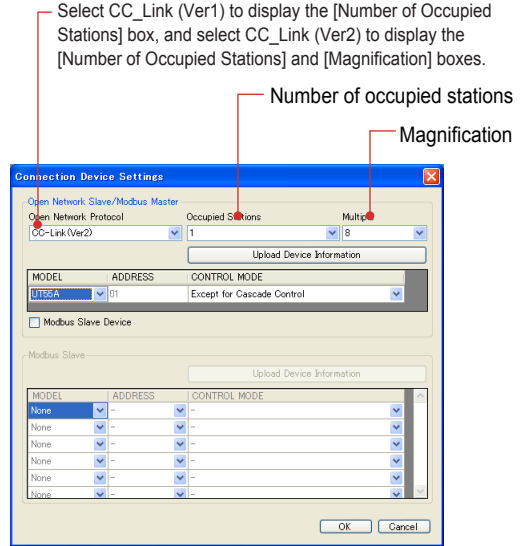 Select CC_Link (Ver1) to display the [Number of Occupied
Stations] box, and select CC_Link (Ver2) to display the
[Number of Occupied Stations] and [Magnification] boxes.
Number of occupied stations
Magnification
Connection Device Settings
Open Network Slave/Modbus Master
Open Network Protocol Occupied Stations Multiple
CC-Link(Ver2) 1 8
Upload Device Information
MODEL ADDRESS CONTROL MODE
UT55A 01 Except for Cascade Control
Modbus Slave Device
Modbus Slave
Upload Device Information
MODEL ADDRESS CONTROL MODE
None - -
None - -
None - -
None - -
None - -
None - -
OK Cancel